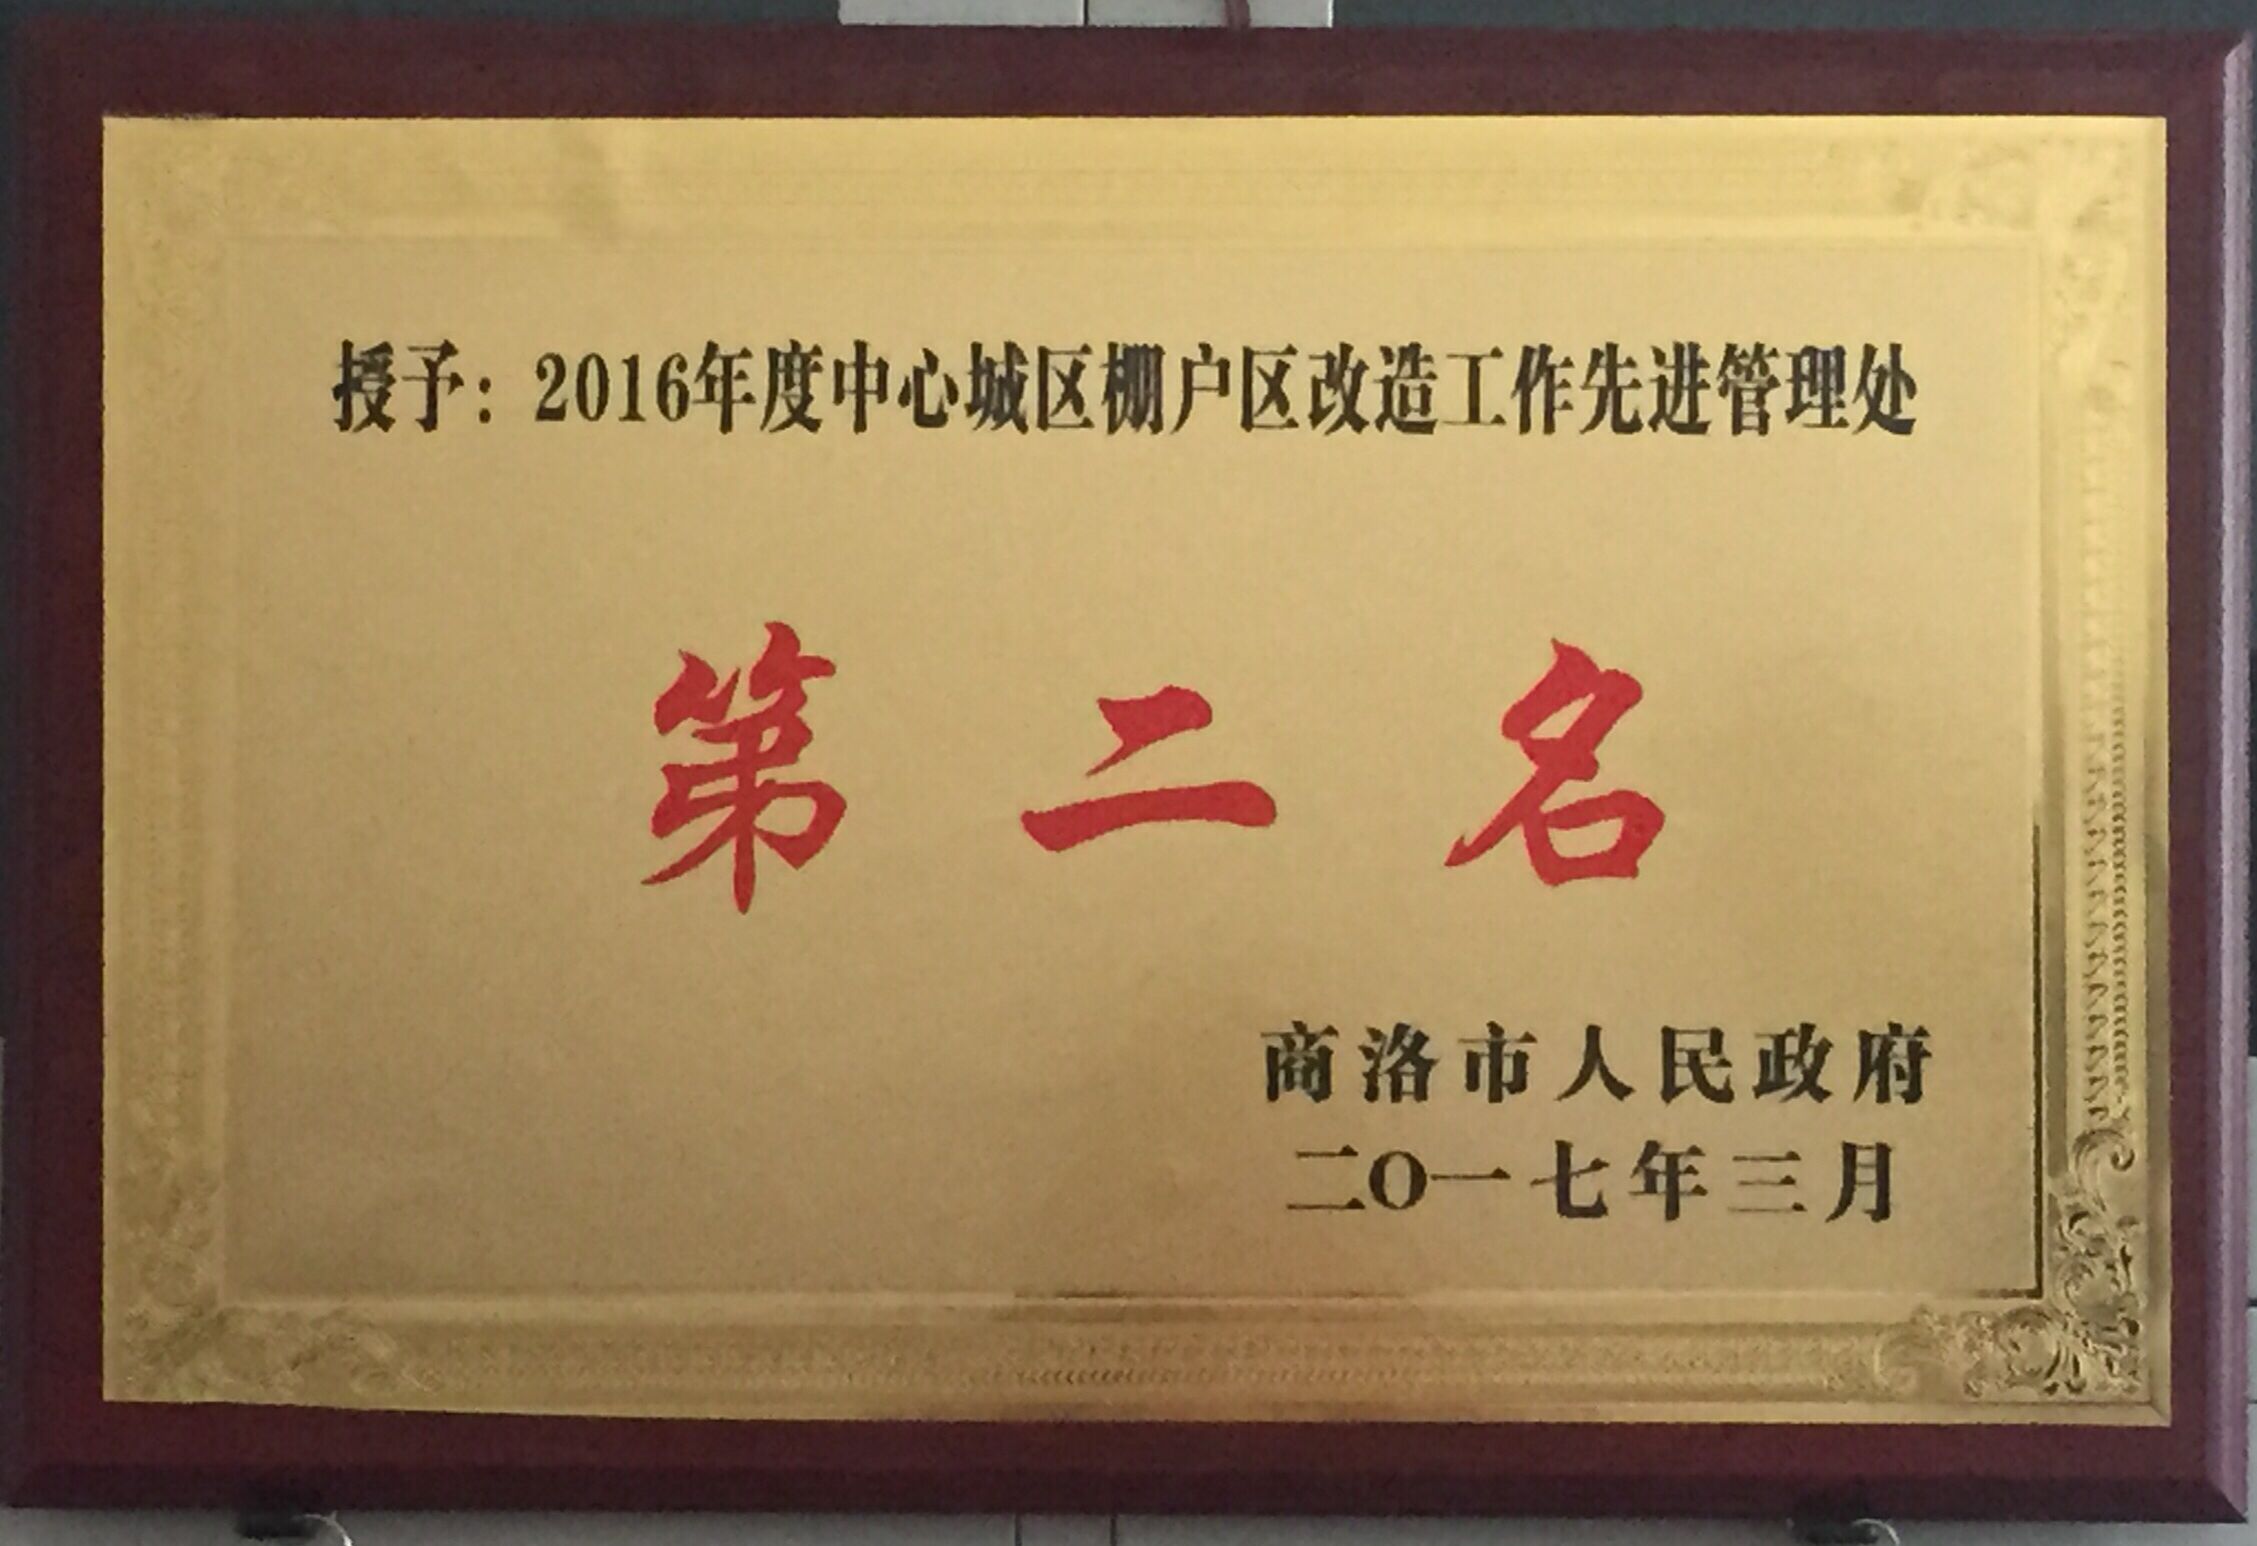 授予：2016年度中心城区棚户区改造工作先进管理处
第二名
商洛市人民政府
二O一七年三月